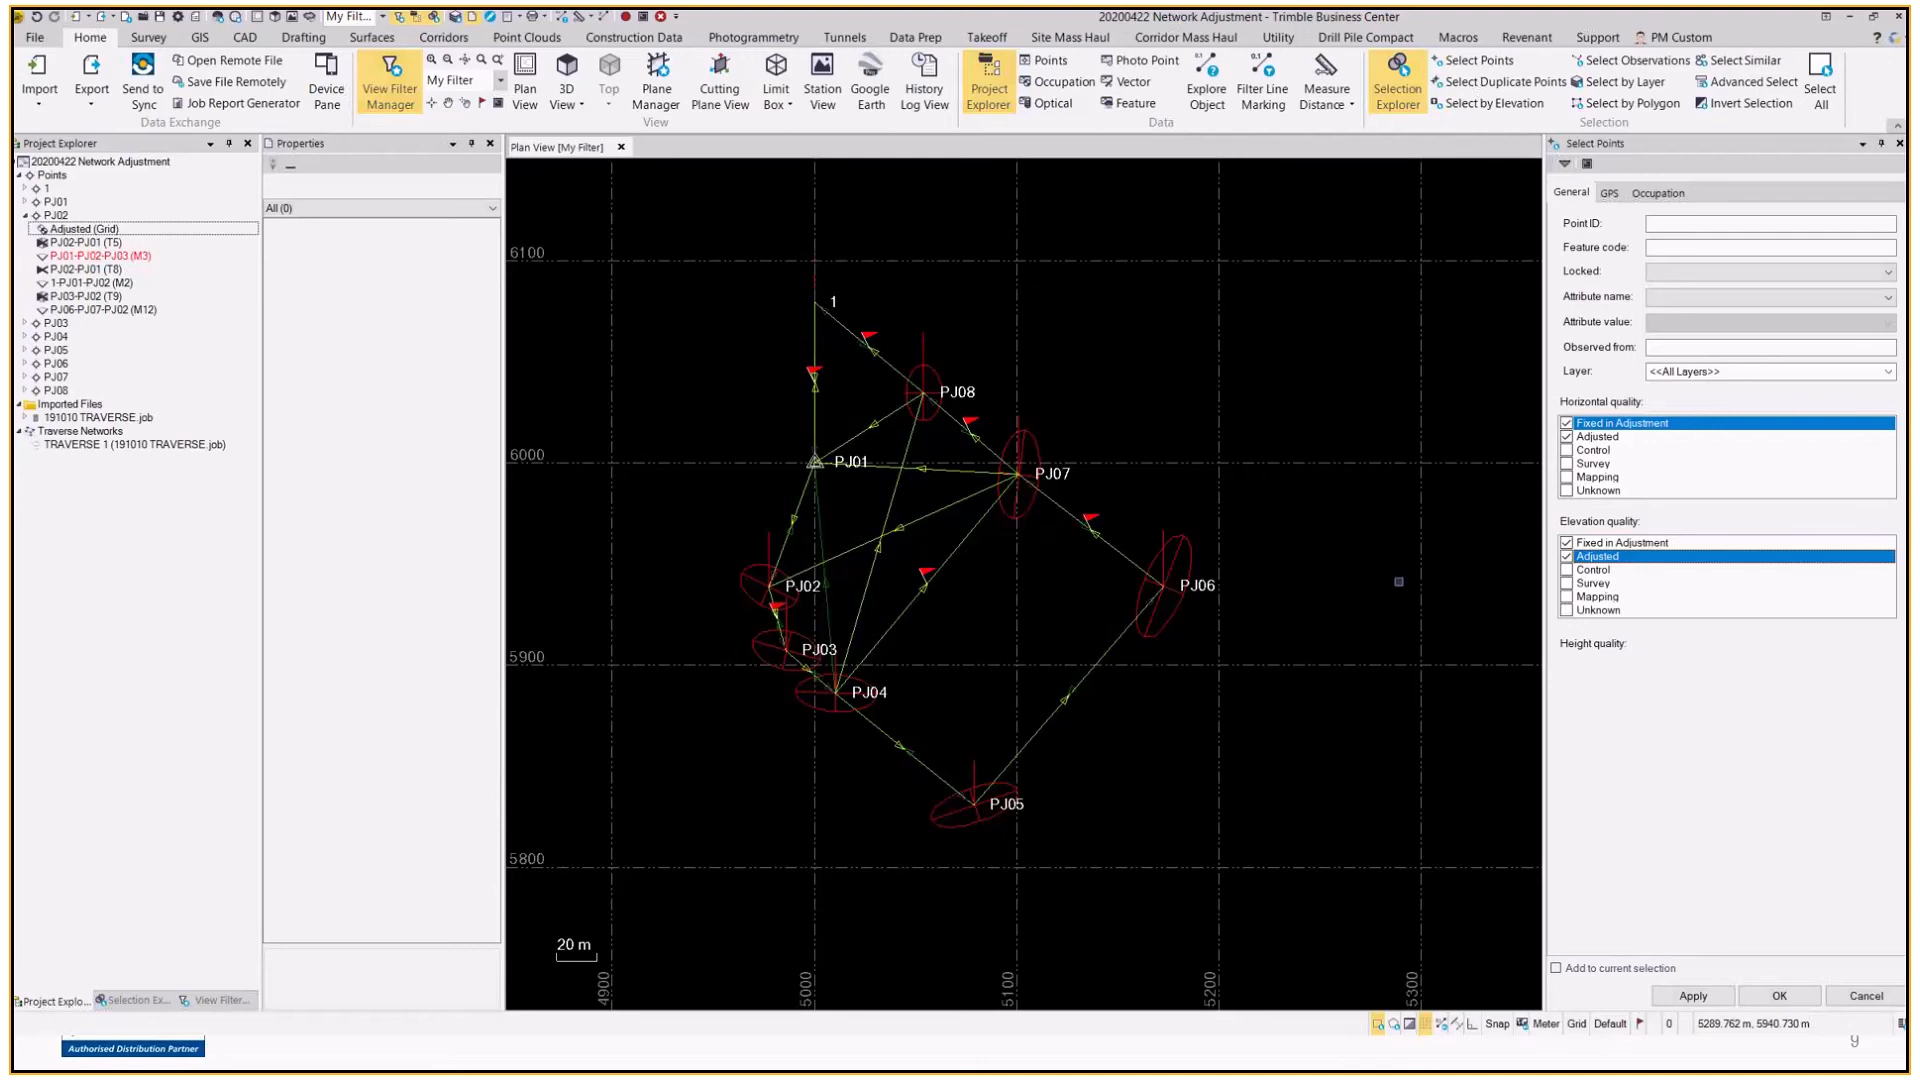 My Filt...
20200422 Network Adjustment - Trimble Business Center
File
Home
Survey
GIS
CAD
Drafting
Surfaces
Corridors
Point Clouds
Construction Data
Photogrammetry
Tunnels
Data Prep
Takeoff
Site Mass Haul
Corridor Mass Haul
Utility
Drill Pile Compact
Macros
Revenant
Support
PM Custom
Import
Export
Send to Sync
Open Remote File
Save File Remotely
Job Report Generator
Device Pane
Data Exchange
View Filter Manager
My Filter
Plan View
3D View
Top
Plane Manager
Cutting Plane View
Limit Box
Station View
Google Earth
History Log View
View
Project Explorer
Points
Occupation
Optical
Photo Point
Vector
Feature
Explore Object
Filter Line Marking
Measure Distance
Data
Selection Explorer
Select Points
Select Duplicate Points
Select by Elevation
Select Observations
Select by Layer
Select by Polygon
Select Similar
Advanced Select
Invert Selection
Select All
Selection
Project Explorer
20200422 Network Adjustment
Points
1
PJ01
PJ02
Adjusted (Grid)
PJ02-PJ01 (T5)
PJ01-PJ02-PJ03 (M3)
PJ02-PJ01 (T8)
1-PJ01-PJ02 (M2)
PJ03-PJ02 (T9)
PJ06-PJ07-PJ02 (M12)
PJ03
PJ04
PJ05
PJ06
PJ07
PJ08
Imported Files
191010 TRAVERSE.job
Traverse Networks
TRAVERSE 1 (191010 TRAVERSE.job)
Project Explo...
Selection Ex...
View Filter...
Properties
All (0)
Plan View [My Filter]
6100
1
PJ08
6000
PJ01
PJ07
PJ02
PJ06
PJ03
5900
PJ04
PJ05
5800
20 m
4900
5000
5100
5200
5300
Select Points
General
GPS
Occupation
Point ID:
Feature code:
Locked:
Attribute name:
Attribute value:
Observed from:
Layer:
<<All Layers>>
Horizontal quality:
Fixed in Adjustment
Adjusted
Control
Survey
Mapping
Unknown
Elevation quality:
Fixed in Adjustment
Adjusted
Control
Survey
Mapping
Unknown
Height quality:
Add to current selection
Apply
OK
Cancel
Snap
Meter
Grid
Default
0
5289.762 m, 5940.730 m
Authorised Distribution Partner
9